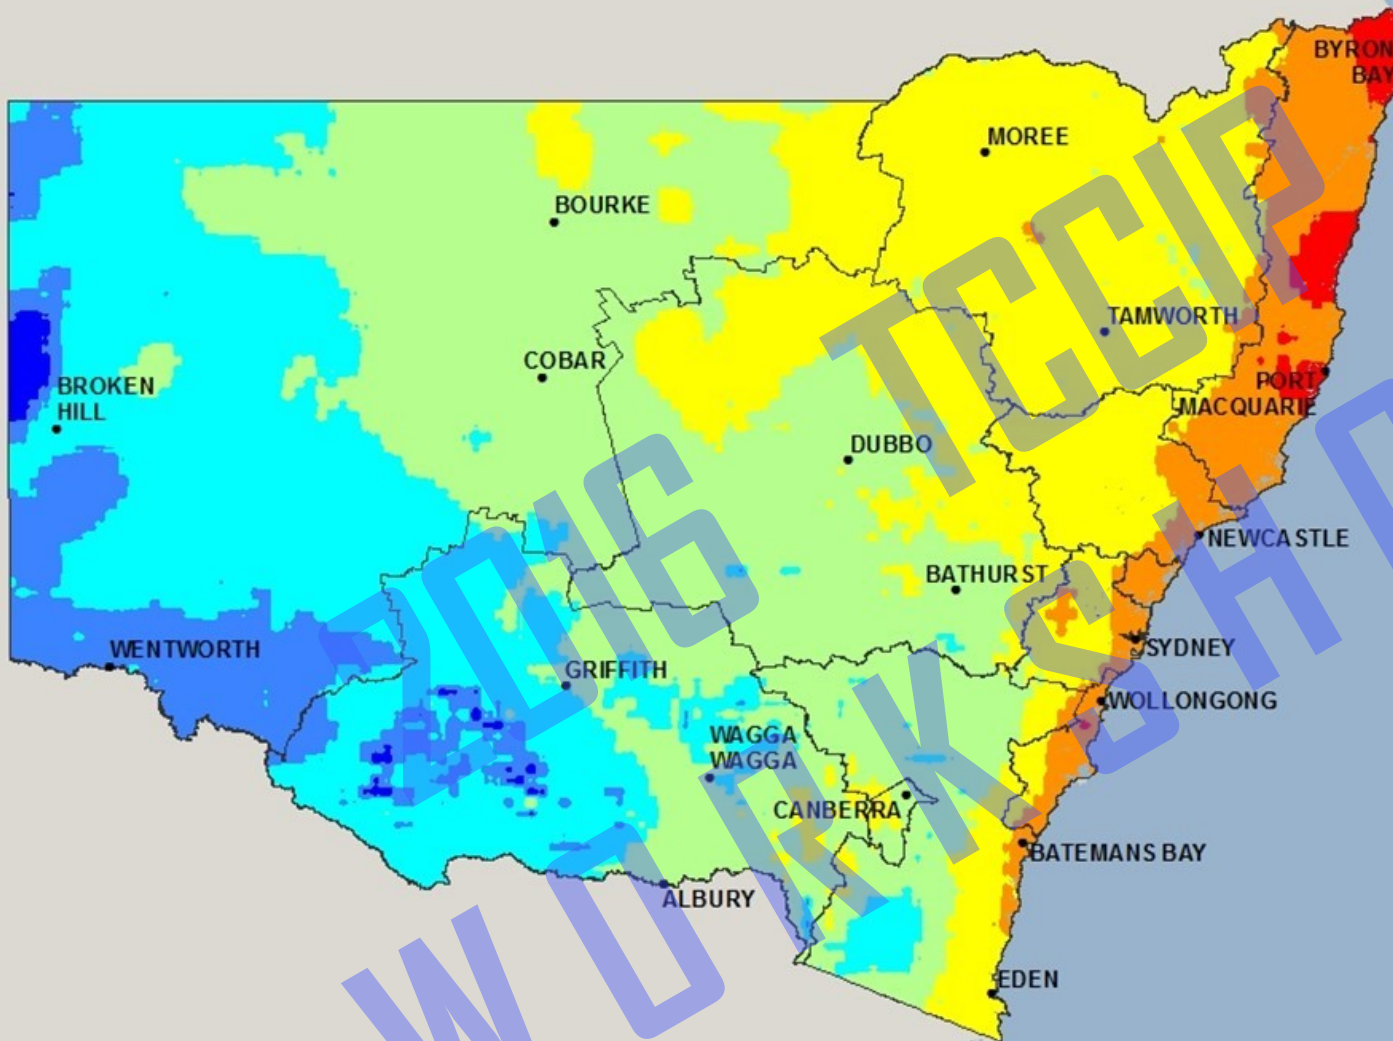 BYRON
BAY
MOREE
BOURKE
TAMWORTH
COBAR
BROKEN
HILL
PORT
MACQUARIE
DUBBO
NEWCASTLE
BATHURST
SYDNEY
WENTWORTH
GRIFFITH
WOLLONGONG
WAGGA
WAGGA
CANBERRA
BATEMANS BAY
ALBURY
EDEN
2016 TCCIP
WORKSHO